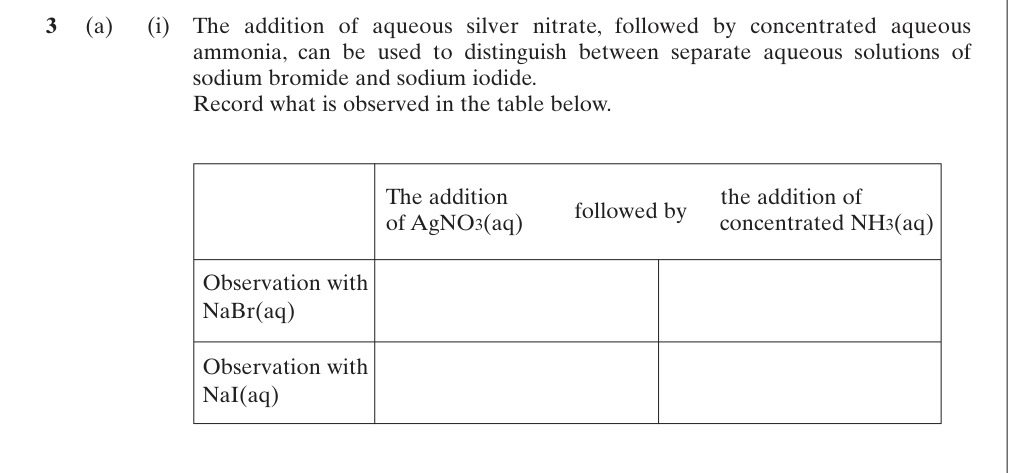 3 (a) (i) The addition of aqueous silver nitrate, followed by concentrated aqueous
ammonia, can be used to distinguish between separate aqueous solutions of
sodium bromide and sodium iodide.
Record what is observed in the table below.
The addition
of AgNO3(aq)
followed by
the addition of
concentrated NH3(aq)
Observation with
NaBr(aq)
Observation with
NaI(aq)